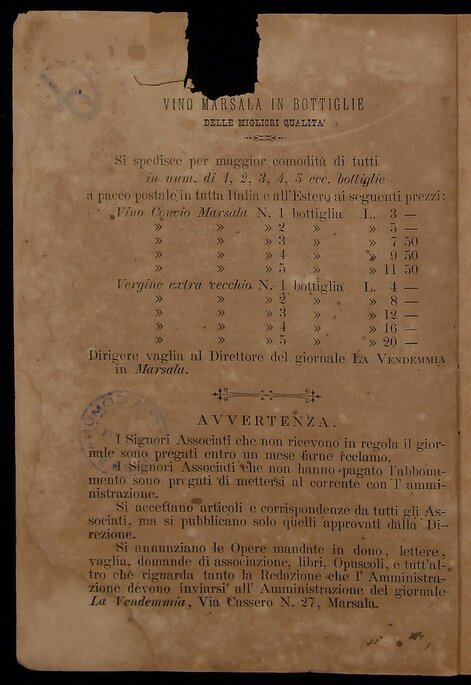 VINO MARSALA IN BOTTIGLIE
DELLE MIGLIORI QUALITA'
Si spedisce per maggior comodità di tutti
in num. di 1, 2, 3, 4, 5 ecc. bottiglie
a pacco postale in tutta Italia e all'Estero ai seguenti prezzi:
Vino Concio Marsala N. 1 bottiglia L. 3 —
» » » 2 » » 5 —
» » » 3 » » 7 50
» » » 4 » » 9 50
» » » 5 » » 11 50
Vergine extra vecchio N. 1 bottiglia L. 4 —
» » » 2 » » 8 —
» » » 3 » » 12 —
» » » 4 » » 16 —
» » » 5 » » 20 —
Dirigere vaglia al Direttore del giornale LA VENDEMMIA
in Marsala.
AVVERTENZA.
I Signori Associati che non ricevono in regola il gior-
nale sono pregati entro un mese farne reclamo.
I Signori Associati che non hanno pagato l'abbona-
mento sono pregati di mettersi al corrente con l'ammi-
nistrazione.
Si accettano articoli e corrispondenze da tutti gli As-
sociati, ma si pubblicano solo quelli approvati dalla Di-
rezione.
Si annunziano le Opere mandate in dono, lettere,
vaglia, domande di associazione, libri, Opuscoli, e tutt'al-
tro che riguarda tanto la Redazione che l'Amministra-
zione devono inviarsi all'Amministrazione del giornale
La Vendemmia, Via Cassero N. 27, Marsala.